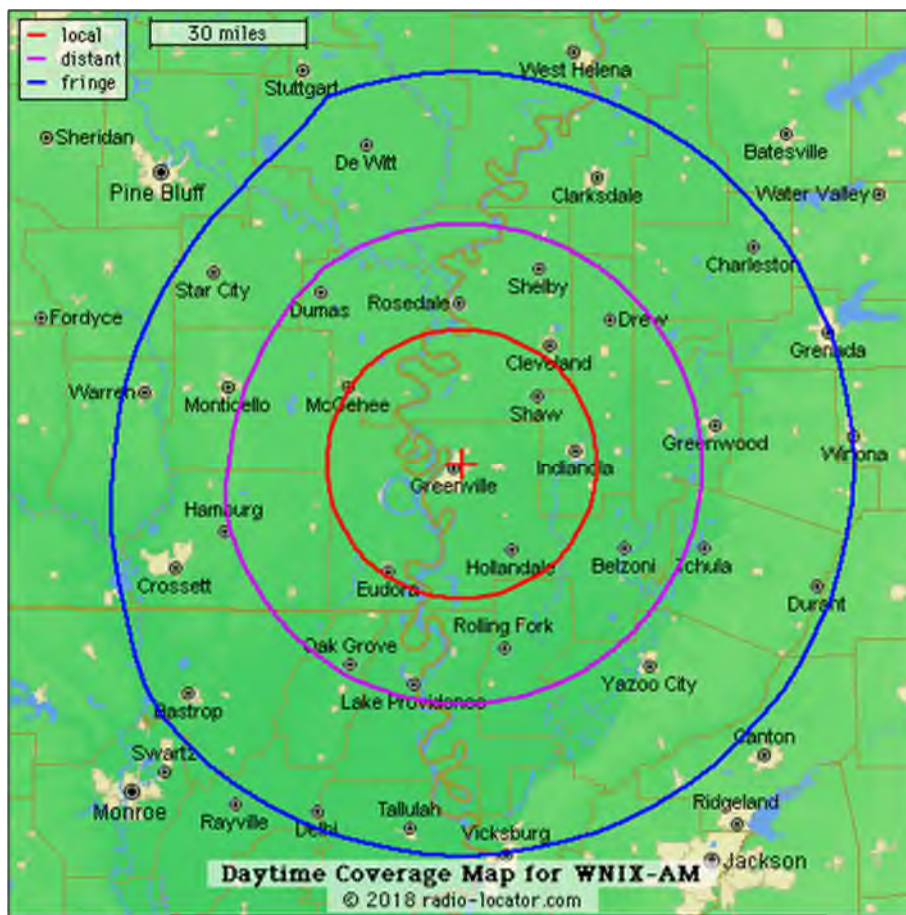 local
distant
fringe
30 miles
West Helena
Stuttgart
Sheridan
De Witt
Batesville
Pine Bluff
Clarksdale
Water Valley
Charleston
Star City
Shelby
Dumas
Rosedale
Fordyce
Drew
Grenada
Cleveland
Warren
Monticello
McGehee
Shaw
Greenwood
Winona
Indianola
Greenville
Hamburg
Crossett
Hollandale
Belzoni
Tchula
Eudora
Durant
Rolling Fork
Oak Grove
Yazoo City
Lake Providence
Bastrop
Canton
Swartz
Monroe
Ridgeland
Rayville
Delhi
Tallulah
Vicksburg
Jackson
Daytime Coverage Map for WNIX-AM
© 2018 radio-locator.com